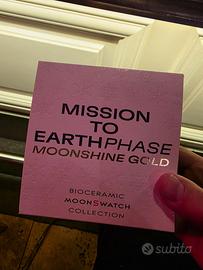 MISSION
TO
EARTHPHASE
MOONSHINE GOLD
BIOCERAMIC
MOONSWATCH
COLLECTION
subito